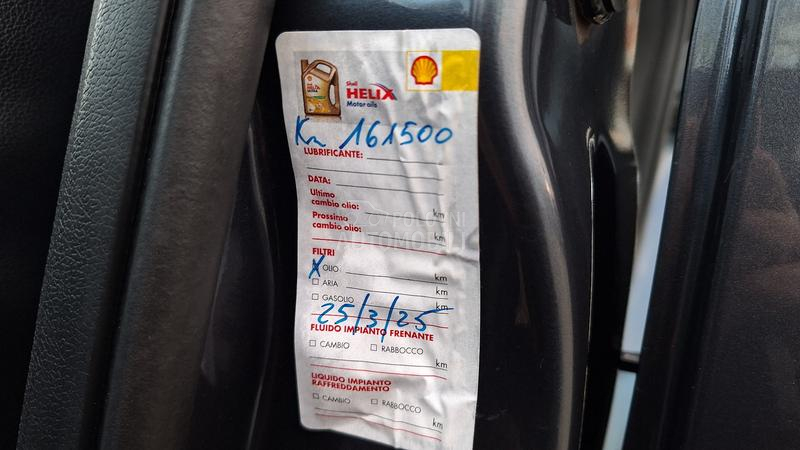 Shell
HELIX
Motor oils
Km 161500
LUBRIFICANTE:
DATA:
Ultimo
cambio olio: km
Prossimo
cambio olio: km
FILTRI
X OLIO km
ARIA km
GASOLIO km
25/3/25
FLUIDO IMPIANTO FRENANTE
CAMBIO RABBOCCO
km
LIQUIDO IMPIANTO
RAFFREDDAMENTO
CAMBIO RABBOCCO
km